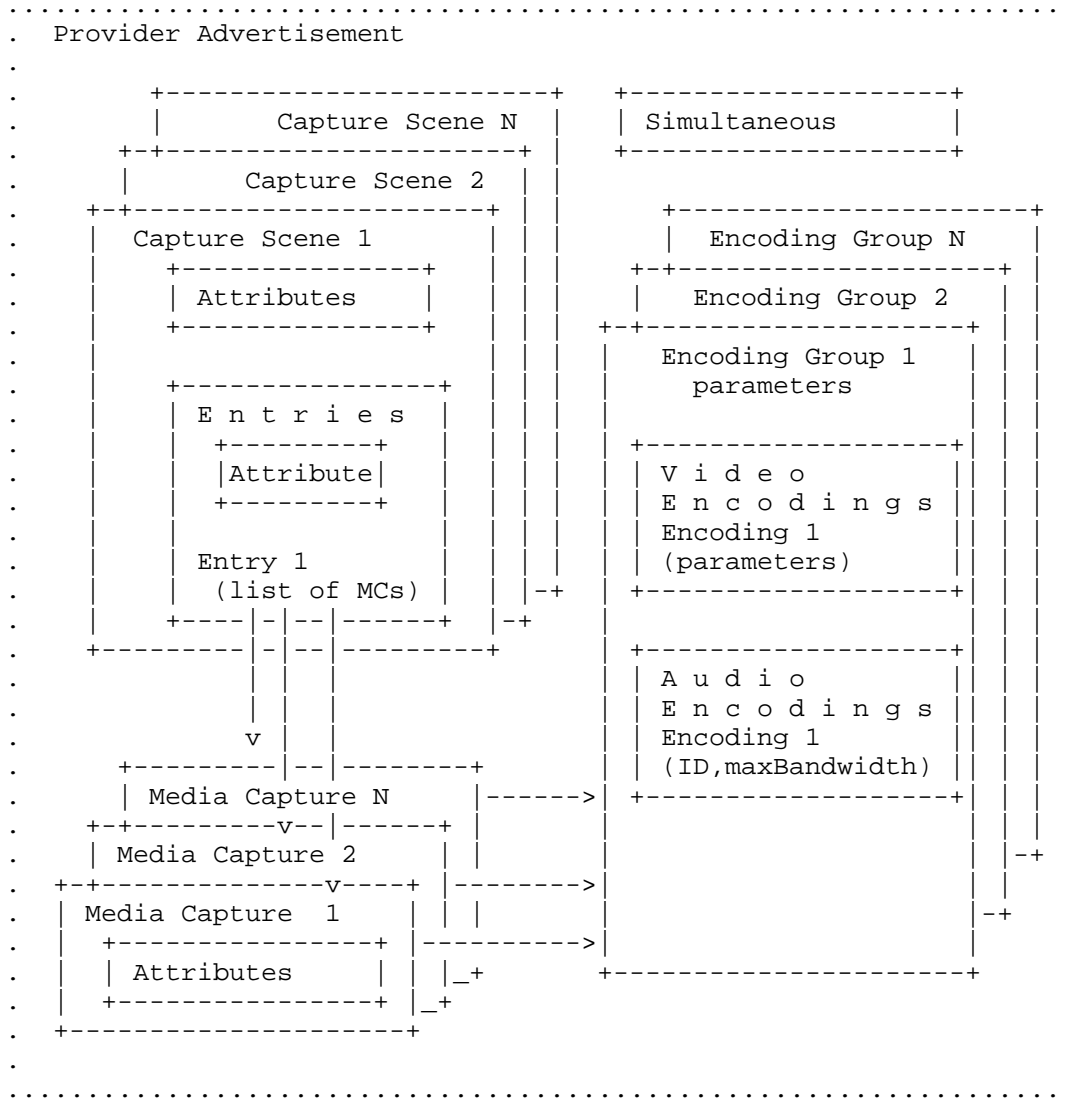 Provider Advertisement
Capture Scene N
Simultaneous
Capture Scene 2
Capture Scene 1
Encoding Group N
Attributes
Encoding Group 2
Encoding Group 1
parameters
E n t r i e s
Attribute
V i d e o
E n c o d i n g s
Encoding 1
(parameters)
Entry 1
(list of MCs)
A u d i o
E n c o d i n g s
Encoding 1
(ID,maxBandwidth)
Media Capture N
Media Capture 2
Media Capture 1
Attributes